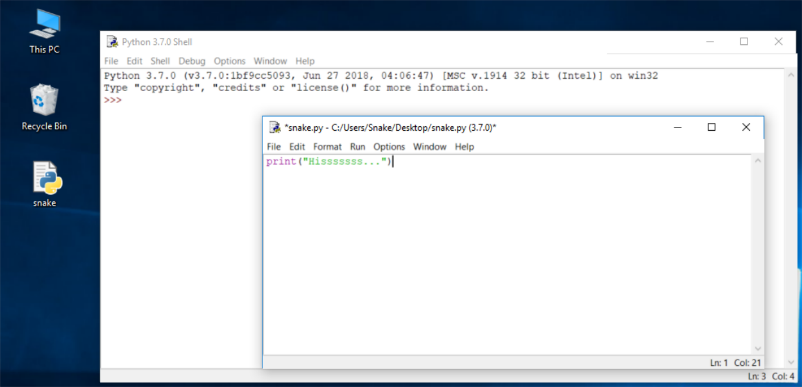 This PC
Recycle Bin
snake
Python 3.7.0 Shell
File Edit Shell Debug Options Window Help
Python 3.7.0 (v3.7.0:1bf9cc5093, Jun 27 2018, 04:06:47) [MSC v.1914 32 bit (Intel)] on win32
Type "copyright", "credits" or "license()" for more information.
>>>
*snake.py - C:/Users/Snake/Desktop/snake.py (3.7.0)*
File Edit Format Run Options Window Help
print("Hisssssss...")
Ln: 1 Col: 21
Ln: 3 Col: 4